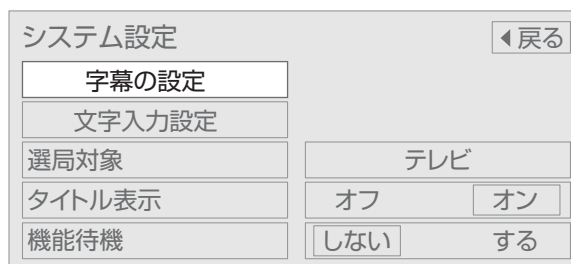 システム設定 ◀戻る
字幕の設定
文字入力設定
選局対象 テレビ
タイトル表示 オフ オン
機能待機 しない する